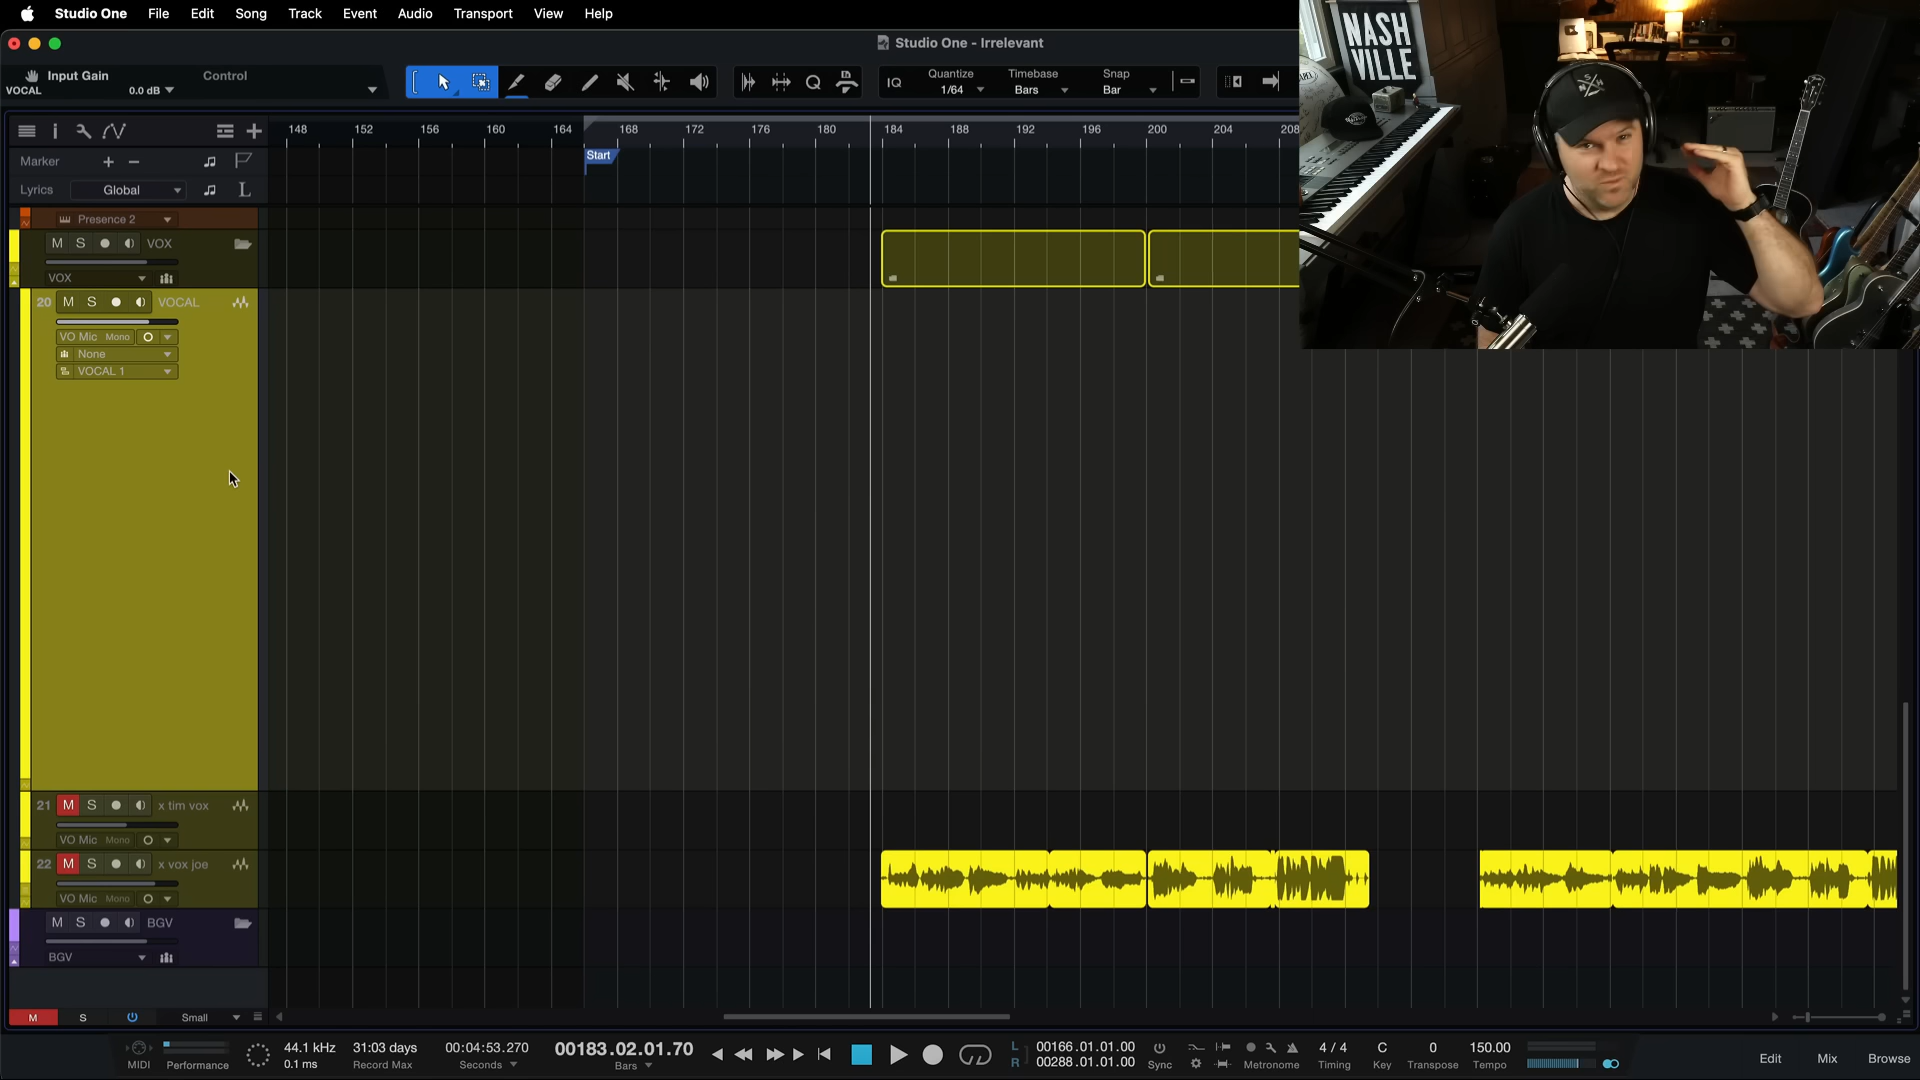 Studio One File Edit Song Track Event Audio Transport View Help
Studio One - Irrelevant
Input Gain Control
VOCAL 0.0 dB
IQ Quantize Timebase Snap
1/64 Bars Bar
148 152 156 160 164 168 172 176 180 184 188 192 196 200 204 208
Marker + −
Start
Lyrics Global L
Presence 2
M S VOX
VOX
20 M S VOCAL
VO Mic Mono
None
VOCAL 1
21 M S x tim vox
VO Mic Mono
22 M S x vox joe
VO Mic Mono
M S BGV
BGV
M S Small
MIDI Performance
44.1 kHz
0.1 ms
31:03 days
Record Max
00:04:53.270
Seconds
00183.02.01.70
Bars
L 00166.01.01.00
R 00288.01.01.00
Sync
Metronome
4 / 4
Timing
C
Key
0
Transpose
150.00
Tempo
Edit Mix Browse
NASH
VILLE